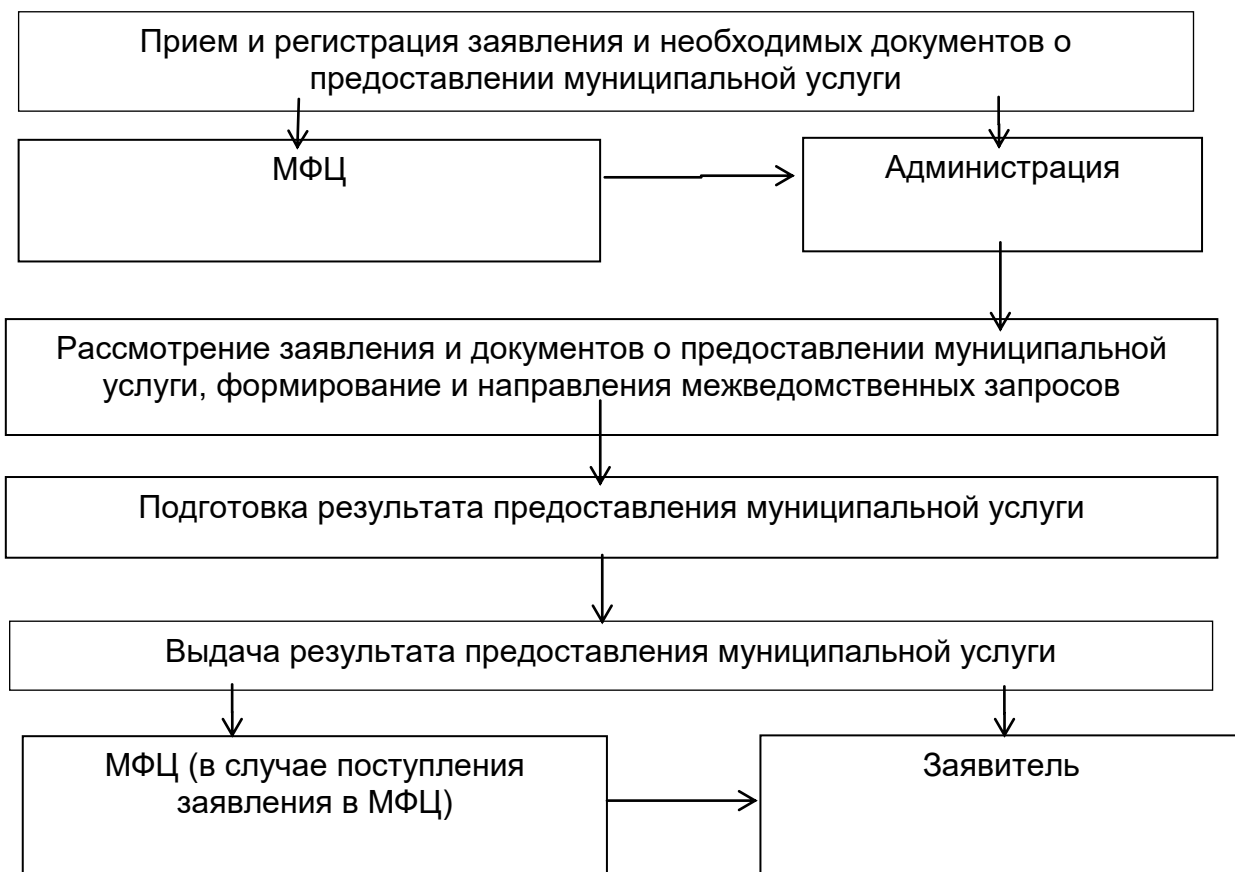 Прием и регистрация заявления и необходимых документов о
предоставлении муниципальной услуги
МФЦ
Администрация
Рассмотрение заявления и документов о предоставлении муниципальной
услуги, формирование и направления межведомственных запросов
Подготовка результата предоставления муниципальной услуги
Выдача результата предоставления муниципальной услуги
МФЦ (в случае поступления
заявления в МФЦ)
Заявитель